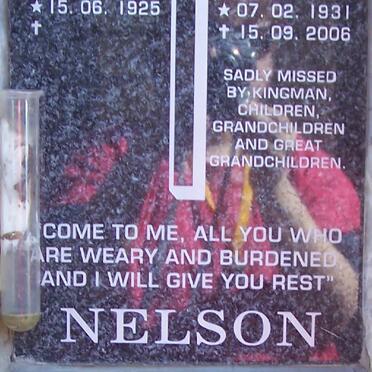 ★ 15. 06. 1925
✝
★ 07. 02. 1931
✝ 15. 09. 2006
SADLY MISSED
BY KINGMAN,
CHILDREN,
GRANDCHILDREN
AND GREAT
GRANDCHILDREN.
COME TO ME, ALL YOU WHO
ARE WEARY AND BURDENED
AND I WILL GIVE YOU REST"
NELSON